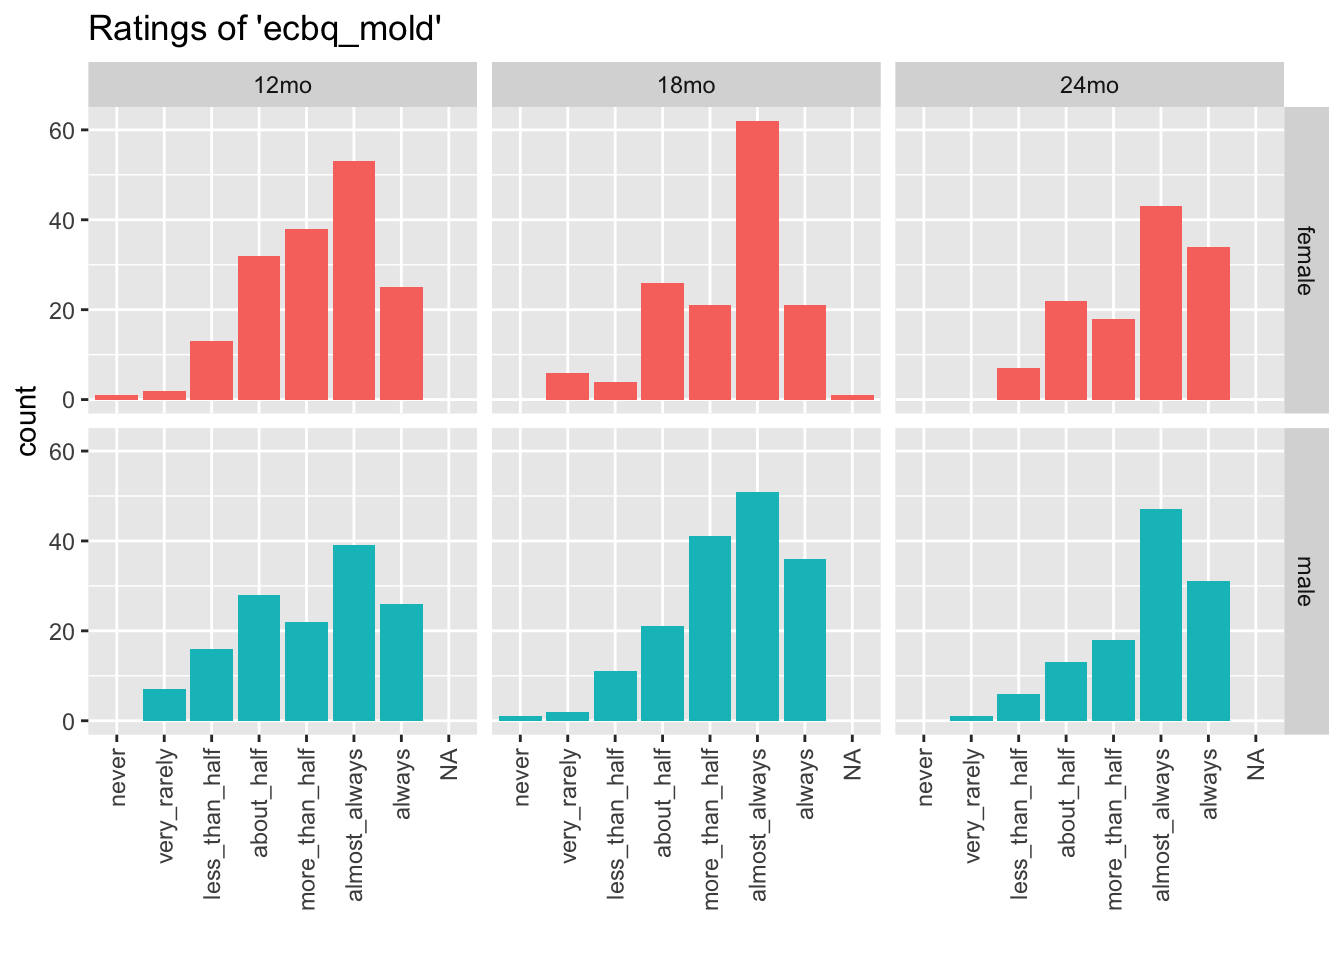 Ratings of 'ecbq_mold'
12mo
18mo
24mo
count
60
40
20
0
female
60
40
20
0
male
never
very_rarely
less_than_half
about_half
more_than_half
almost_always
always
NA
never
very_rarely
less_than_half
about_half
more_than_half
almost_always
always
NA
never
very_rarely
less_than_half
about_half
more_than_half
almost_always
always
NA